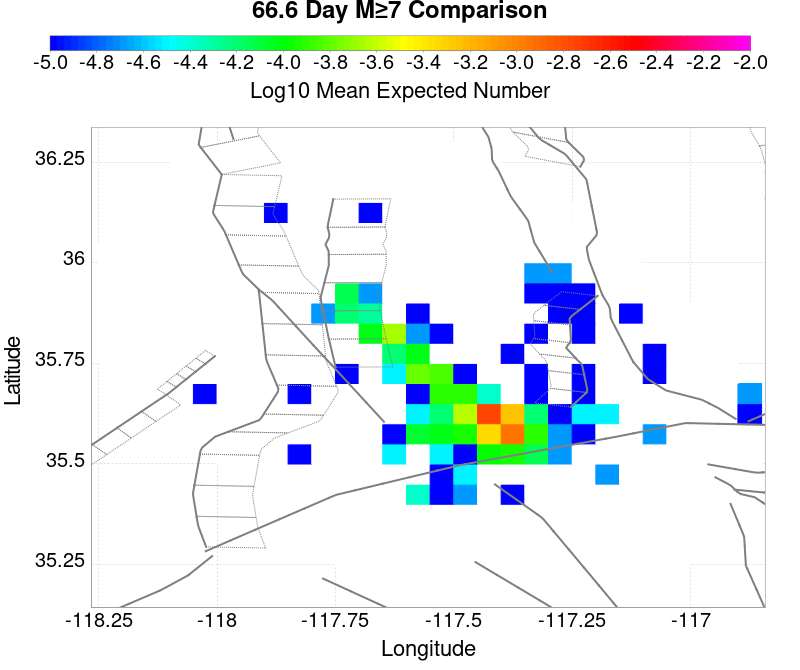 66.6 Day M≥7 Comparison
-5.0 -4.8 -4.6 -4.4 -4.2 -4.0 -3.8 -3.6 -3.4 -3.2 -3.0 -2.8 -2.6 -2.4 -2.2 -2.0
Log10 Mean Expected Number
36.25
36
35.75
35.5
35.25
Latitude
-118.25 -118 -117.75 -117.5 -117.25 -117
Longitude